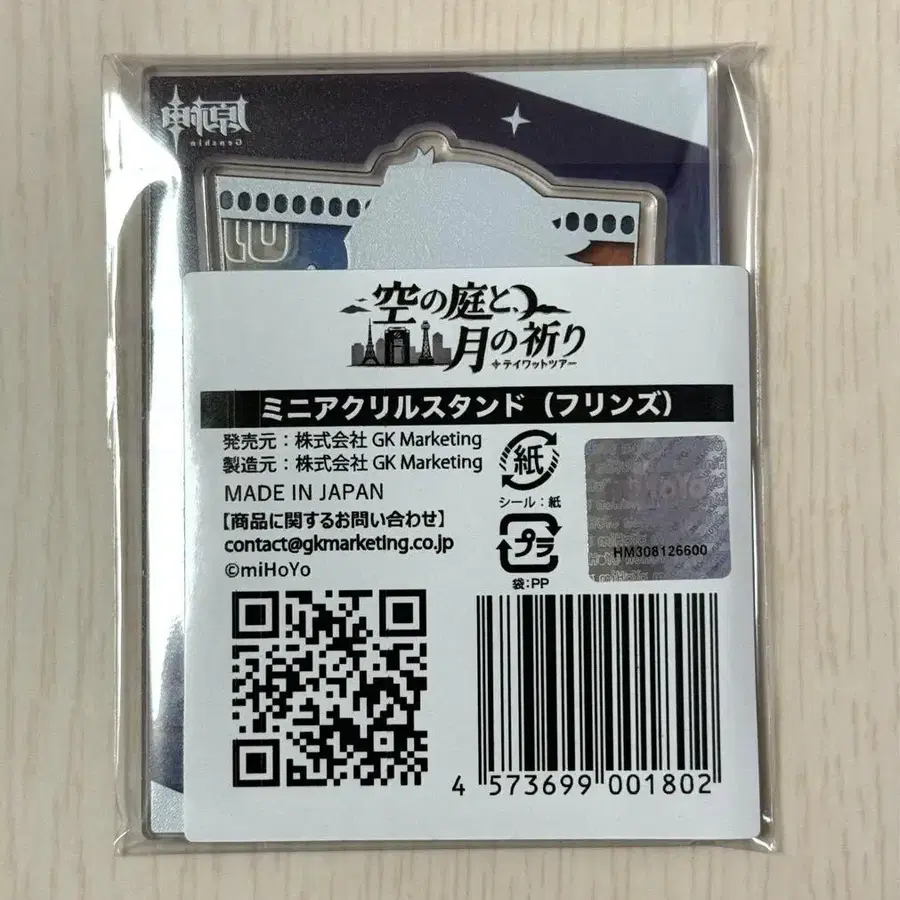 原神
Genshin
空の庭と、
月の祈り
テイワットツアー
ミニアクリルスタンド（フリンズ）
発売元：株式会社 GK Marketing
製造元：株式会社 GK Marketing
MADE IN JAPAN
【商品に関するお問い合わせ】
contact@gkmarketing.co.jp
©miHoYo
紙
シール：紙
プラ
袋：PP
miHoYo
HM308126600
4 573699 001802